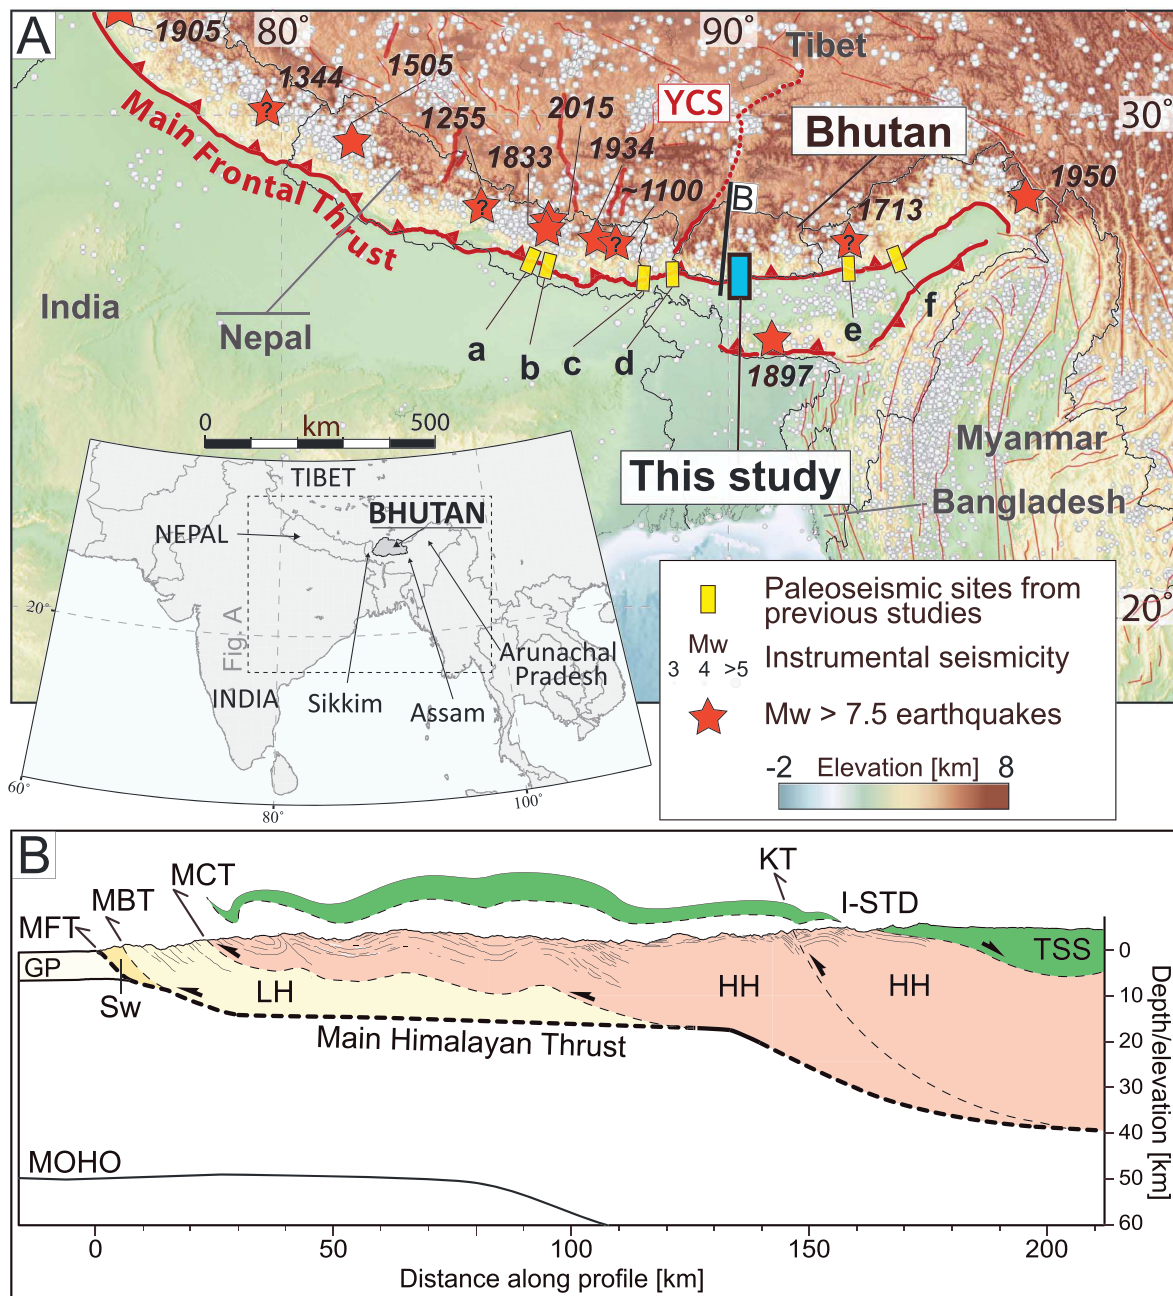 A
1905
80°
90°
Tibet
1344
1505
30°
1255
2015
YCS
Bhutan
Main Frontal Thrust
1833
1934
~1100
B
1713
1950
India
Nepal
a
b
c
d
e
f
1897
0
km
500
Myanmar
This study
Bangladesh
TIBET
BHUTAN
NEPAL
20°
Fig. A
Arunachal
Pradesh
INDIA
Sikkim
Assam
60°
80°
100°
20°
Paleoseismic sites from
previous studies
Mw
3 4 >5
Instrumental seismicity
Mw > 7.5 earthquakes
-2 Elevation [km] 8
B
MFT
MBT
MCT
KT
I-STD
TSS
GP
Sw
LH
HH
HH
Main Himalayan Thrust
MOHO
0
10
20
30
40
50
60
Depth/elevation [km]
0
50
100
150
200
Distance along profile [km]